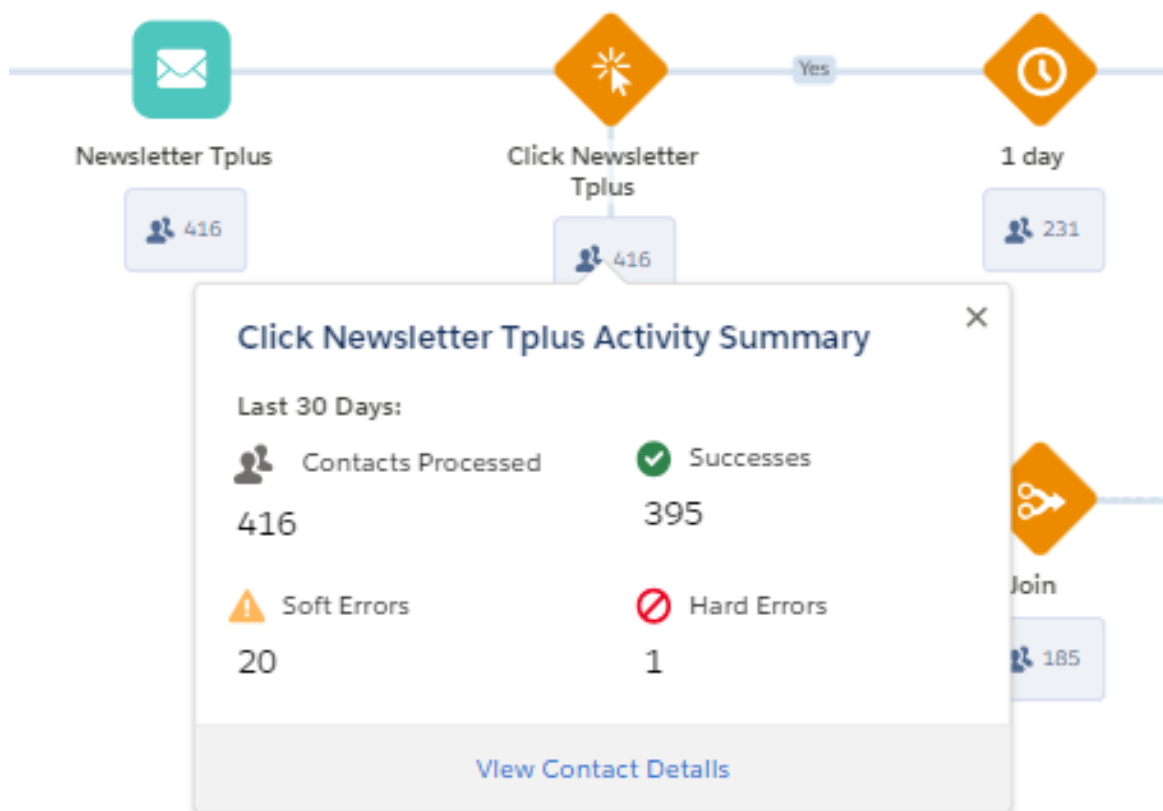 Yes
Newsletter Tplus
Click Newsletter
Tplus
1 day
416
416
231
Click Newsletter Tplus Activity Summary
Last 30 Days:
Contacts Processed
Successes
416
395
Soft Errors
Hard Errors
20
1
Join
185
View Contact Details